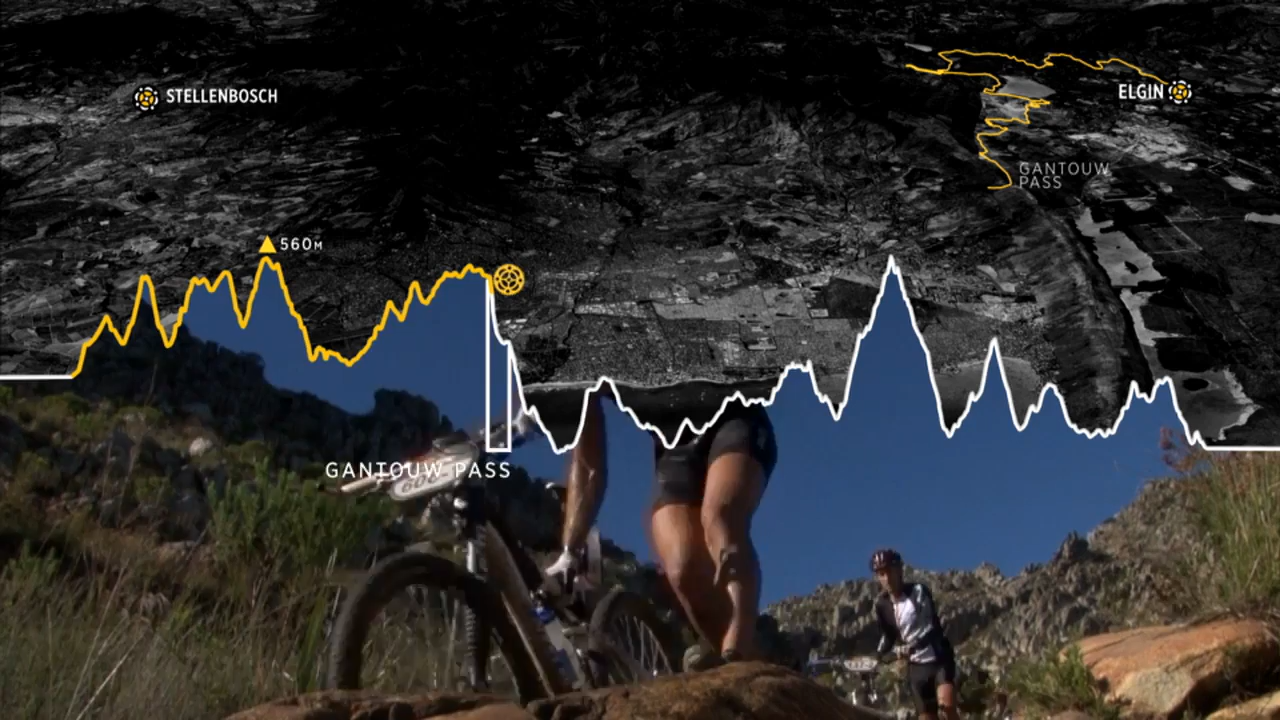 STELLENBOSCH
ELGIN
GANTOUW
PASS
560M
GANTOUW PASS